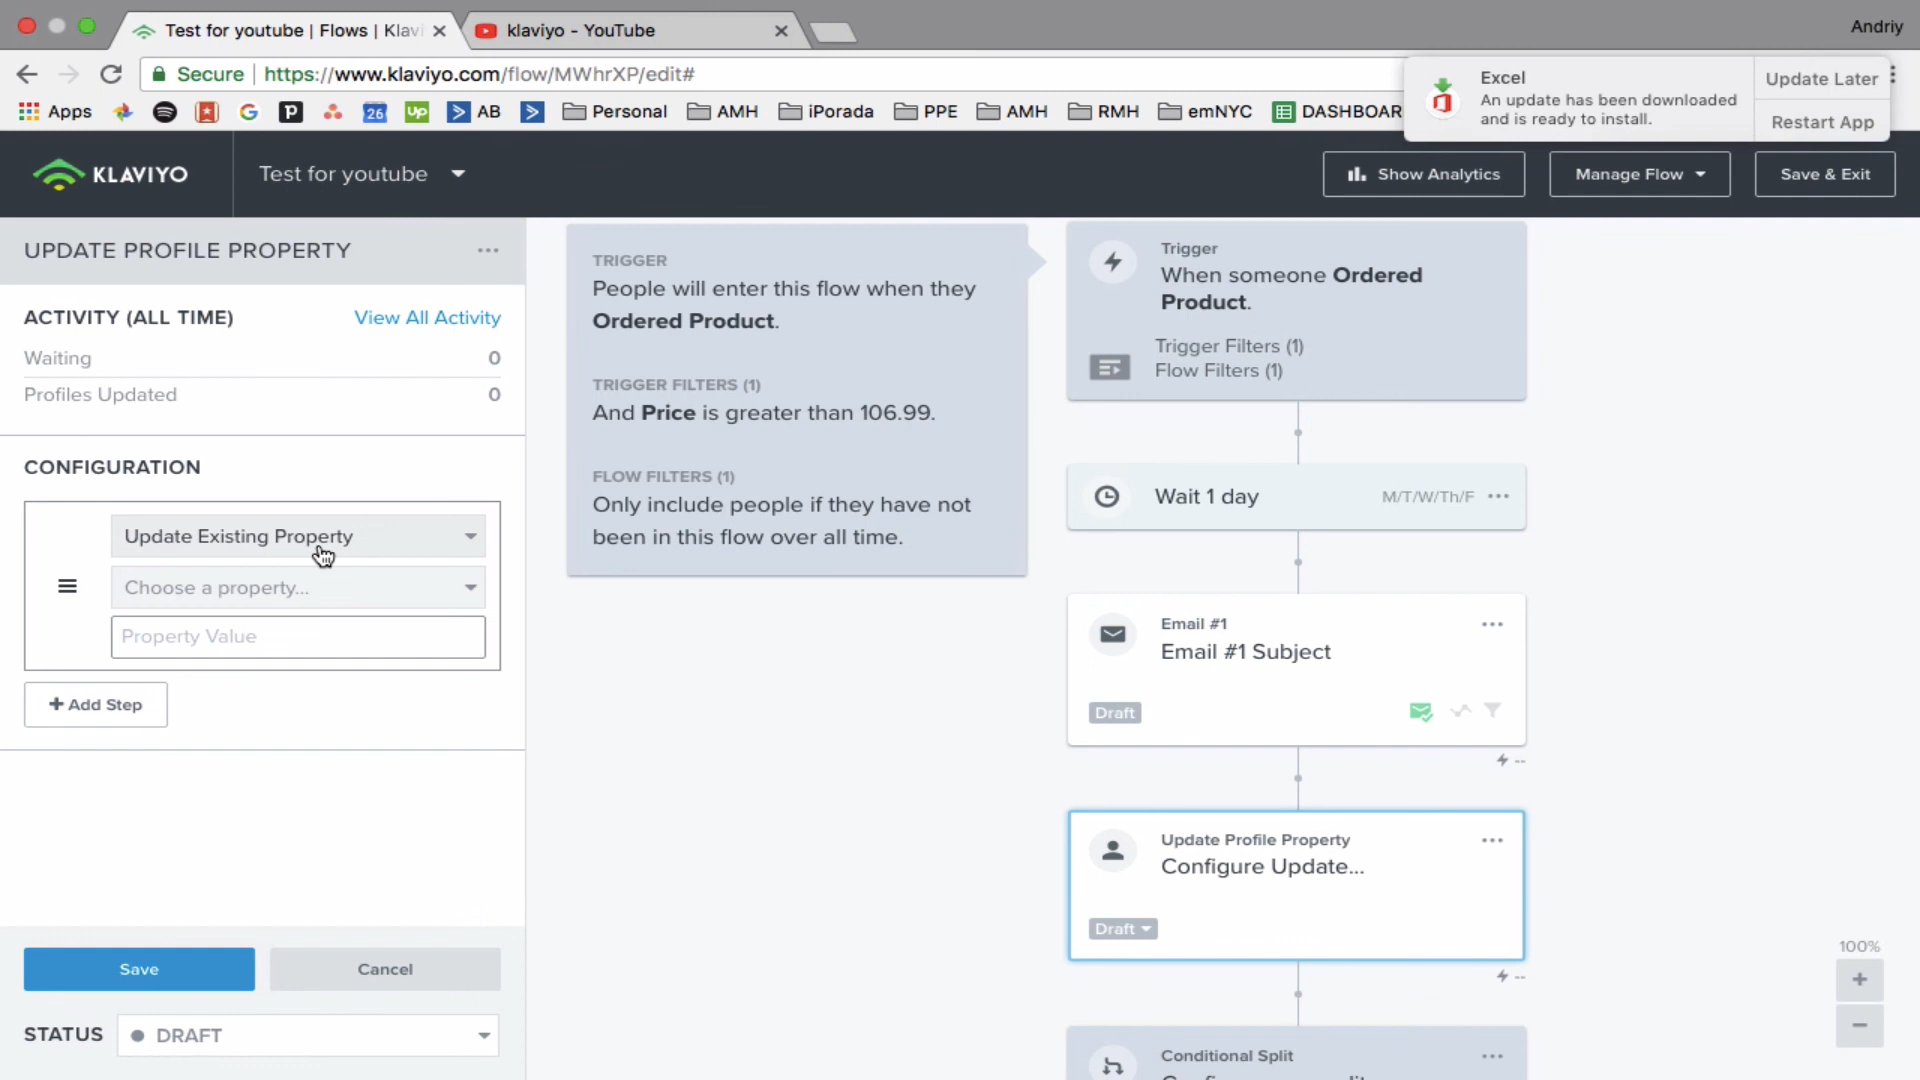 Test for youtube | Flows | Klavi
klaviyo - YouTube
Andriy
Secure
https://www.klaviyo.com/flow/MWhrXP/edit#
Excel
An update has been downloaded
and is ready to install.
Update Later
Restart App
Apps
26
Up
AB
Personal
AMH
iPorada
PPE
AMH
RMH
emNYC
DASHBOAR
KLAVIYO
Test for youtube
Show Analytics
Manage Flow
Save & Exit
UPDATE PROFILE PROPERTY
ACTIVITY (ALL TIME)
View All Activity
Waiting
0
Profiles Updated
0
CONFIGURATION
Update Existing Property
Choose a property...
Property Value
+ Add Step
Save
Cancel
STATUS
DRAFT
TRIGGER
People will enter this flow when they
Ordered Product.
TRIGGER FILTERS (1)
And Price is greater than 106.99.
FLOW FILTERS (1)
Only include people if they have not
been in this flow over all time.
Trigger
When someone Ordered
Product.
Trigger Filters (1)
Flow Filters (1)
Wait 1 day
M/T/W/Th/F
Email #1
Email #1 Subject
Draft
--
Update Profile Property
Configure Update...
Draft
--
Conditional Split
100%
+
−